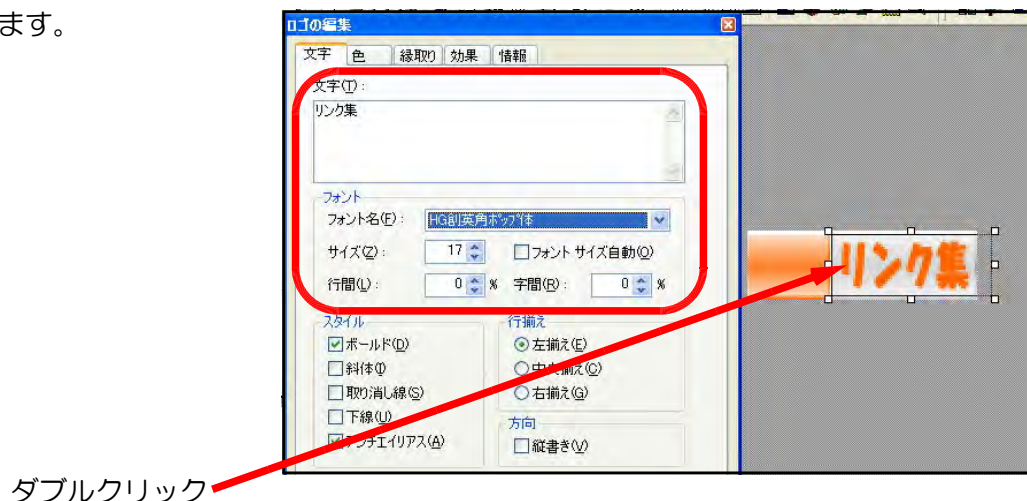 ます。
ロゴの編集
文字 色 縁取り 効果 情報
文字(T):
リンク集
フォント
フォント名(F): HG創英角ポップ体
サイズ(Z): 17 フォント サイズ自動(O)
行間(L): 0 % 字間(R): 0 %
スタイル
ボールド(D)
斜体(I)
取り消し線(S)
下線(U)
アンチエイリアス(A)
行揃え
左揃え(E)
中央揃え(C)
右揃え(G)
方向
縦書き(V)
リンク集
ダブルクリック